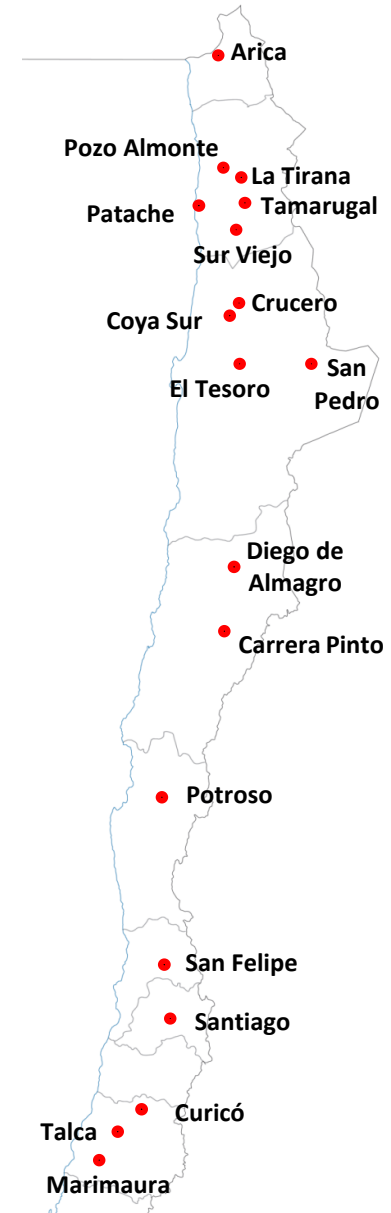 Arica
Pozo Almonte
La Tirana
Patache
Tamarugal
Sur Viejo
Crucero
Coya Sur
El Tesoro
San
Pedro
Diego de
Almagro
Carrera Pinto
Potroso
San Felipe
Santiago
Curicó
Talca
Marimaura